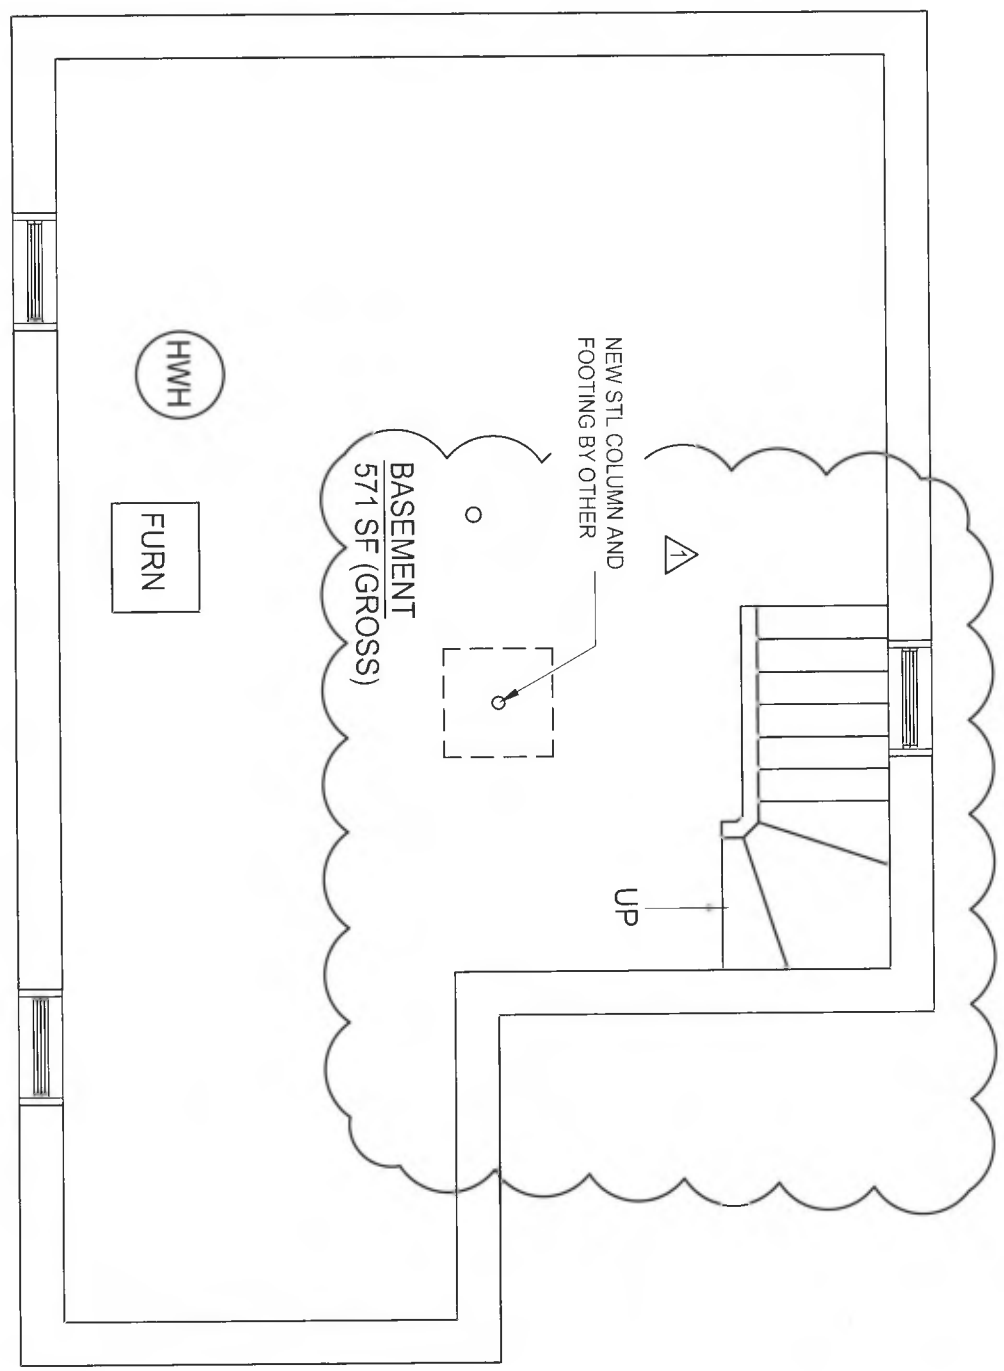 NEW STL COLUMN AND
FOOTING BY OTHER
1
UP
BASEMENT
571 SF (GROSS)
HWH
FURN